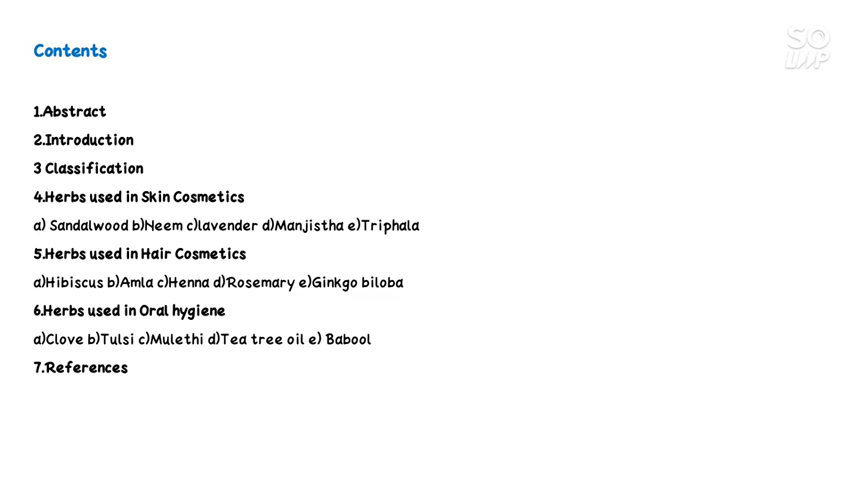 Contents
SO
LOOP
1.Abstract
2.Introduction
3 Classification
4.Herbs used in Skin Cosmetics
a) Sandalwood b)Neem c)lavender d)Manjistha e)Triphala
5.Herbs used in Hair Cosmetics
a)Hibiscus b)Amla c)Henna d)Rosemary e)Ginkgo biloba
6.Herbs used in Oral hygiene
a)Clove b)Tulsi c)Mulethi d)Tea tree oil e) Babool
7.References